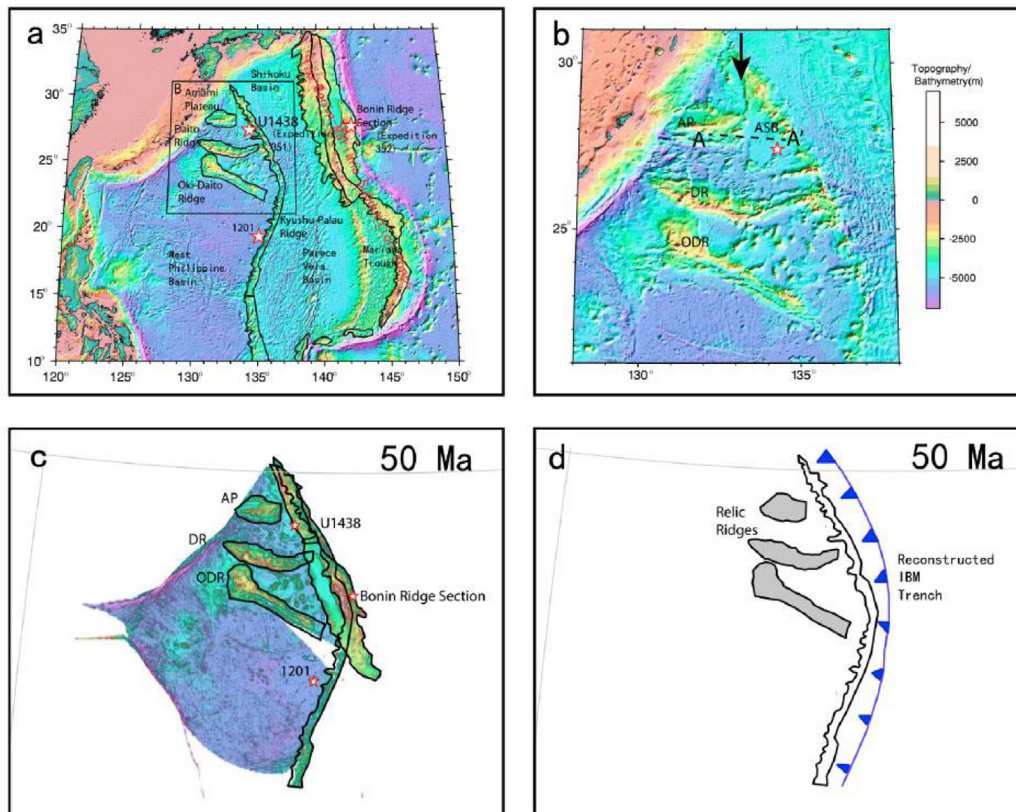 a
35°
30°
25°
20°
15°
10°
120°
125°
130°
135°
140°
145°
150°
Shikoku
Basin
B
Amami
Plateau
U1438
(Expedition
351)
Daito
Ridge
Oki-Daito
Ridge
Bonin Ridge
Section
(Expedition
352)
1201
Kyushu-Palau
Ridge
West
Philippine
Basin
Parece
Vela
Basin
Mariana
Trough
b
30°
25°
130°
135°
AP
ASB
A
A'
DR
ODR
Topography/
Bathymetry(m)
5000
2500
0
-2500
-5000
c
50 Ma
AP
U1438
DR
ODR
Bonin Ridge Section
1201
d
50 Ma
Relic
Ridges
Reconstructed
IBM
Trench